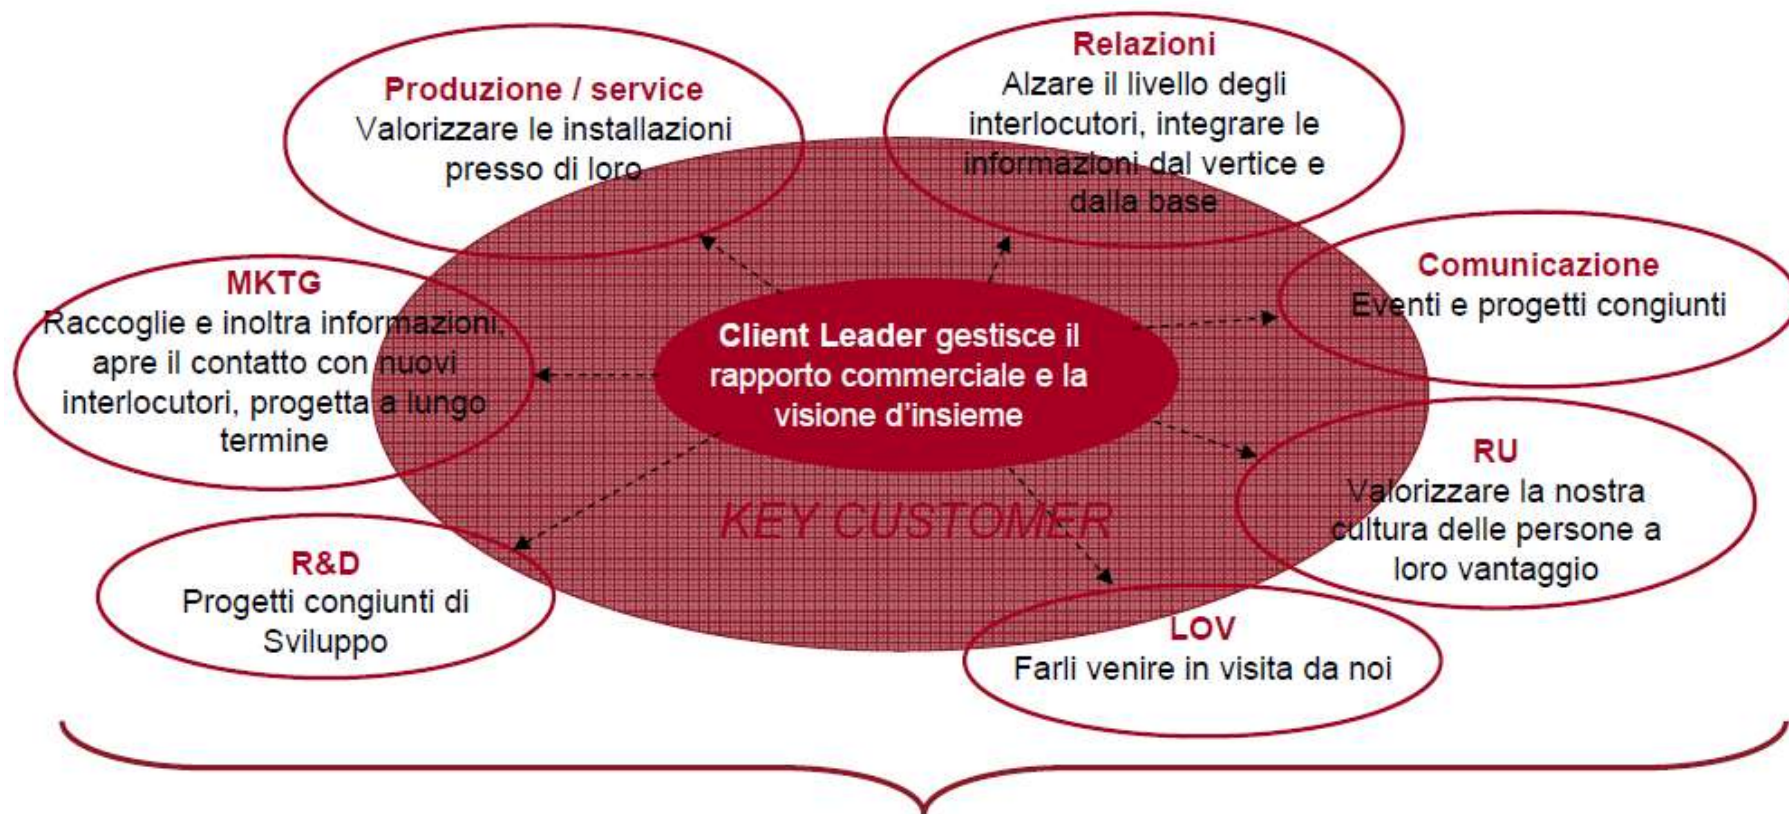 Produzione / service
Valorizzare le installazioni
presso di loro
Relazioni
Alzare il livello degli
interlocutori, integrare le
informazioni dal vertice e
dalla base
MKTG
Raccoglie e inoltra informazioni,
apre il contatto con nuovi
interlocutori, progetta a lungo
termine
Client Leader gestisce il
rapporto commerciale e la
visione d'insieme
Comunicazione
Eventi e progetti congiunti
RU
Valorizzare la nostra
cultura delle persone a
loro vantaggio
KEY CUSTOMER
R&D
Progetti congiunti di
Sviluppo
LOV
Farli venire in visita da noi